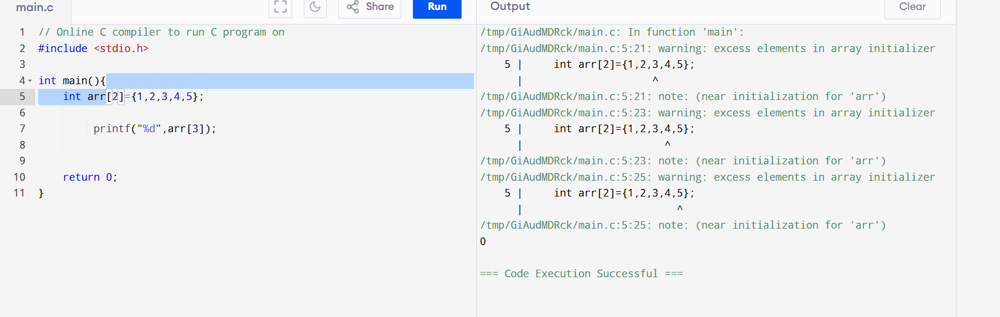 main.c
Share
Run
Output
Clear
1 // Online C compiler to run C program on
2 #include <stdio.h>
3
4 int main(){
5     int arr[2]={1,2,3,4,5};
6
7          printf("%d",arr[3]);
8
9
10     return 0;
11 }
/tmp/GiAudMDRck/main.c: In function 'main':
/tmp/GiAudMDRck/main.c:5:21: warning: excess elements in array initializer
    5 |     int arr[2]={1,2,3,4,5};
      |                     ^
/tmp/GiAudMDRck/main.c:5:21: note: (near initialization for 'arr')
/tmp/GiAudMDRck/main.c:5:23: warning: excess elements in array initializer
    5 |     int arr[2]={1,2,3,4,5};
      |                       ^
/tmp/GiAudMDRck/main.c:5:23: note: (near initialization for 'arr')
/tmp/GiAudMDRck/main.c:5:25: warning: excess elements in array initializer
    5 |     int arr[2]={1,2,3,4,5};
      |                         ^
/tmp/GiAudMDRck/main.c:5:25: note: (near initialization for 'arr')
0
=== Code Execution Successful ===